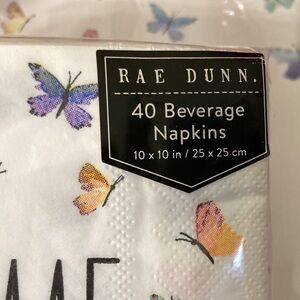 RAE DUNN.
40 Beverage
Napkins
10 x 10 in / 25 x 25 cm